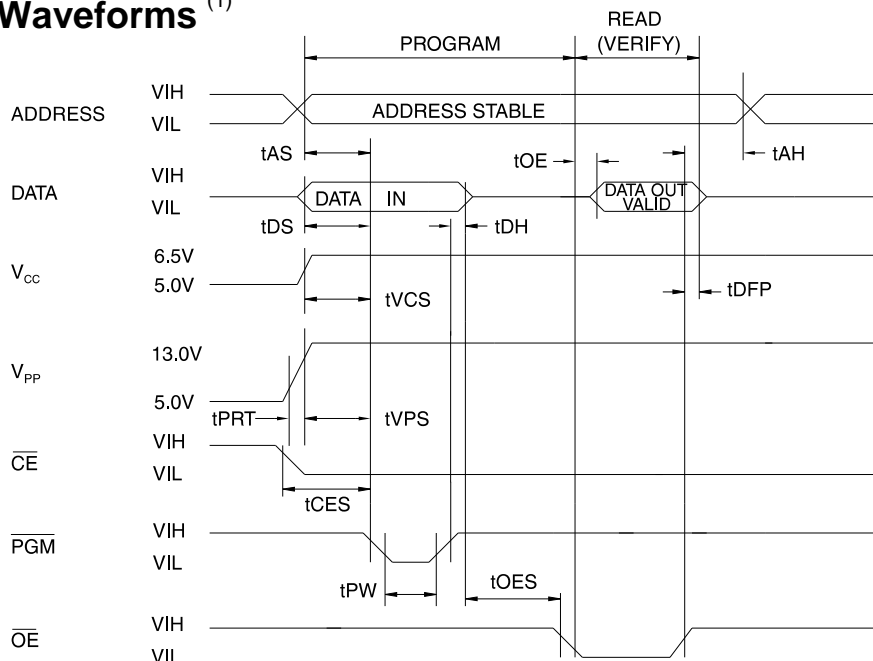 Waveforms (1)
READ
PROGRAM (VERIFY)
ADDRESS VIH ADDRESS STABLE
VIL
tAS tOE tAH
DATA VIH DATA IN DATA OUT
VIL VALID
tDS tDH
VCC 6.5V
5.0V tVCS tDFP
VPP 13.0V
5.0V
tPRT tVPS
CE VIH
VIL
tCES
PGM VIH
VIL
tPW tOES
OE VIH
VIL